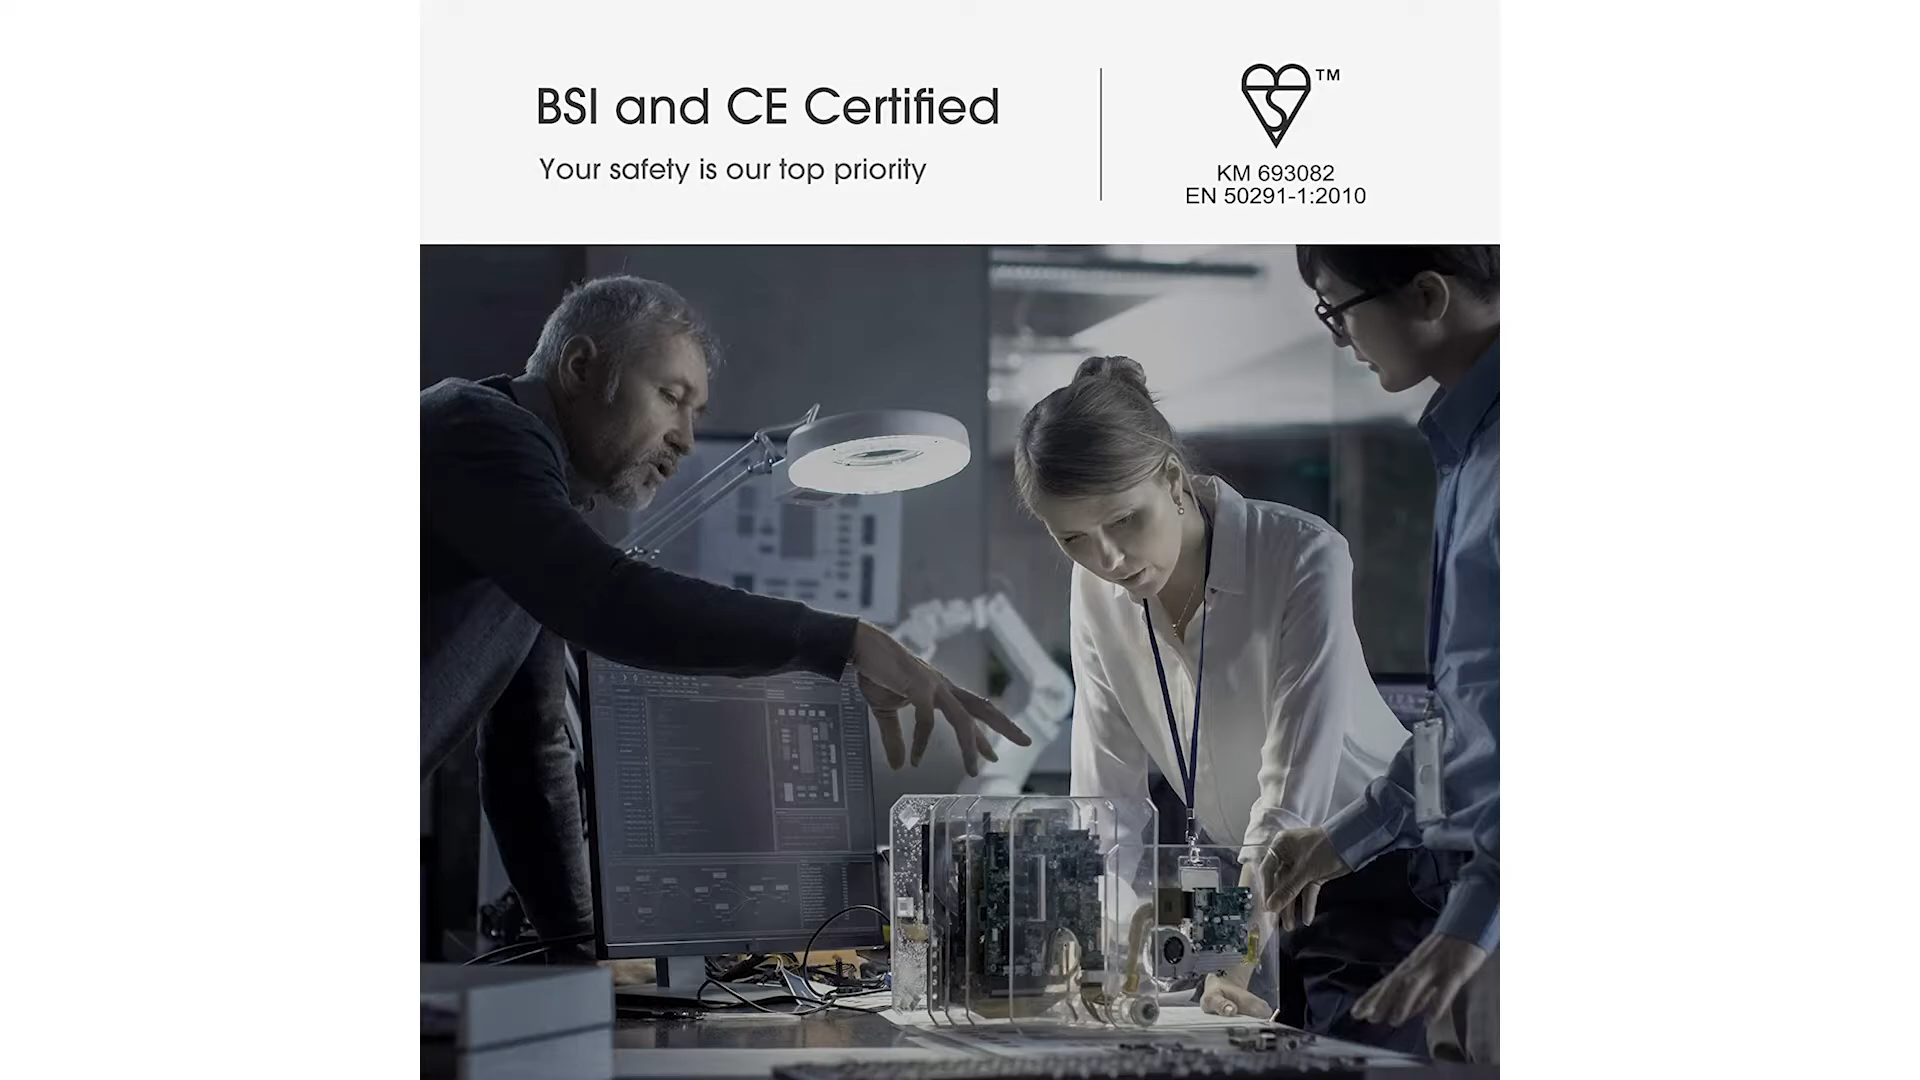 BSI and CE Certified
Your safety is our top priority
TM
KM 693082
EN 50291-1:2010